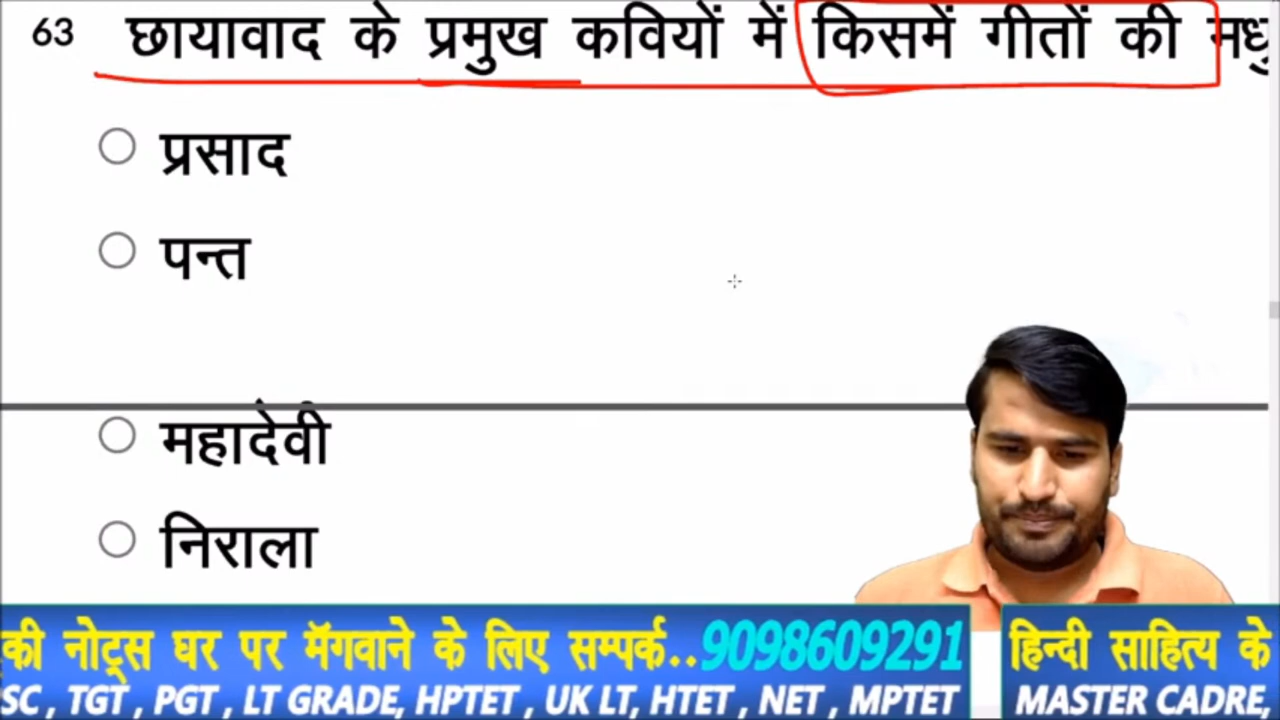 63 छायावाद के प्रमुख कवियों में किसमें गीतों की
प्रसाद
पन्त
महादेवी
निराला
की नोट्स घर पर मँगवाने के लिए सम्पर्क..9098609291 हिन्दी साहित्य के
SC , TGT , PGT , LT GRADE, HPTET , UK LT, HTET , NET , MPTET MASTER CADRE,